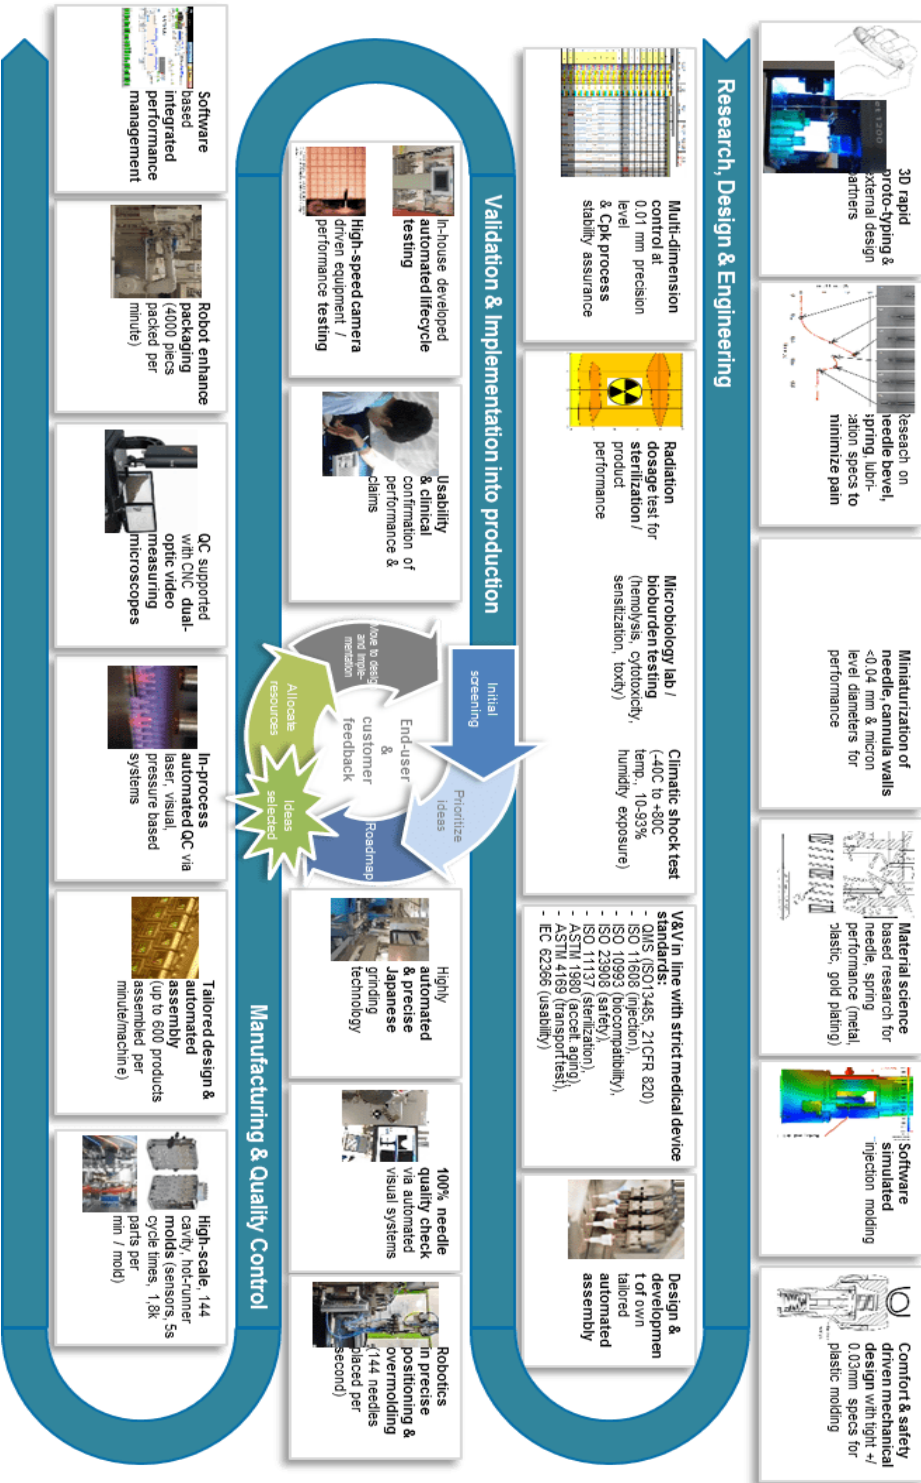 Research, Design & Engineering
3D rapid
proto-typing &
external design
partners
Reseach on
needle bevel,
spring, lubri-
cation specs to
minimize pain
Miniaturization of
needle, cannula walls
<0.04 mm & micron
level diameters for
performance
Material science
based research for
needle, spring
performance (metal,
plastic, gold plating)
Software
simulated
injection molding
Comfort & safety
driven mechanical
design with tight +/
0.03mm specs for
plastic molding
Multi-dimension
control at
0.01 mm precision
level
& Cpk process
stability assurance
Radiation
dosage test for
sterilization /
product
performance
Microbiology lab /
bioburden testing
(hemolysis, cytotoxicity,
sensitization, toxity)
Climatic shock test
(-40C to +80C
temp., 10-93%
humidity exposure)
V&V in line with strict medical device
standards:
- QMS (ISO13485, 21CFR 820)
- ISO 11608 (injection),
- ISO 10993 (biocompatibility),
- ISO 23908 (safety),
- ISO 11137 (sterilization),
- ASTM 1980 (accelt. aging),
- ASTM 4169 (transport test),
- IEC 62366 (usability)
Design &
developmen
t of own
tailored
automated
assembly
Validation & Implementation into production
In-house developed
automated lifecycle
testing
High-speed camera
driven equipment /
performance testing
Usability
& clinical
confirmation of
performance &
claims
Initial
screening
Prioritize
ideas
Roadmap
Ideas
selected
Allocate
resources
Move to design
and imple-
mentation
End-user
&
customer
feedback
Highly
automated
& precise
Japanese
grinding
technology
100% needle
quality check
via automated
visual systems
Robotics
in precise
positioning &
overmolding
(144 needles
placed per
second)
Manufacturing & Quality Control
Software
based
integrated
performance
management
Robot enhance
packaging
(4000 piecs
packed per
minute)
QC supported
with CNC dual-
optic video
measuring
microscopes
In-process
automated QC via
laser, visual,
pressure based
systems
Tailored design &
automated
assembly
(up to 600 products
assembled per
minute/machine)
High-scale, 144
cavity, hot-runner
molds (sensors, 5s
cycle times, 1,8k
parts per
min / mold)